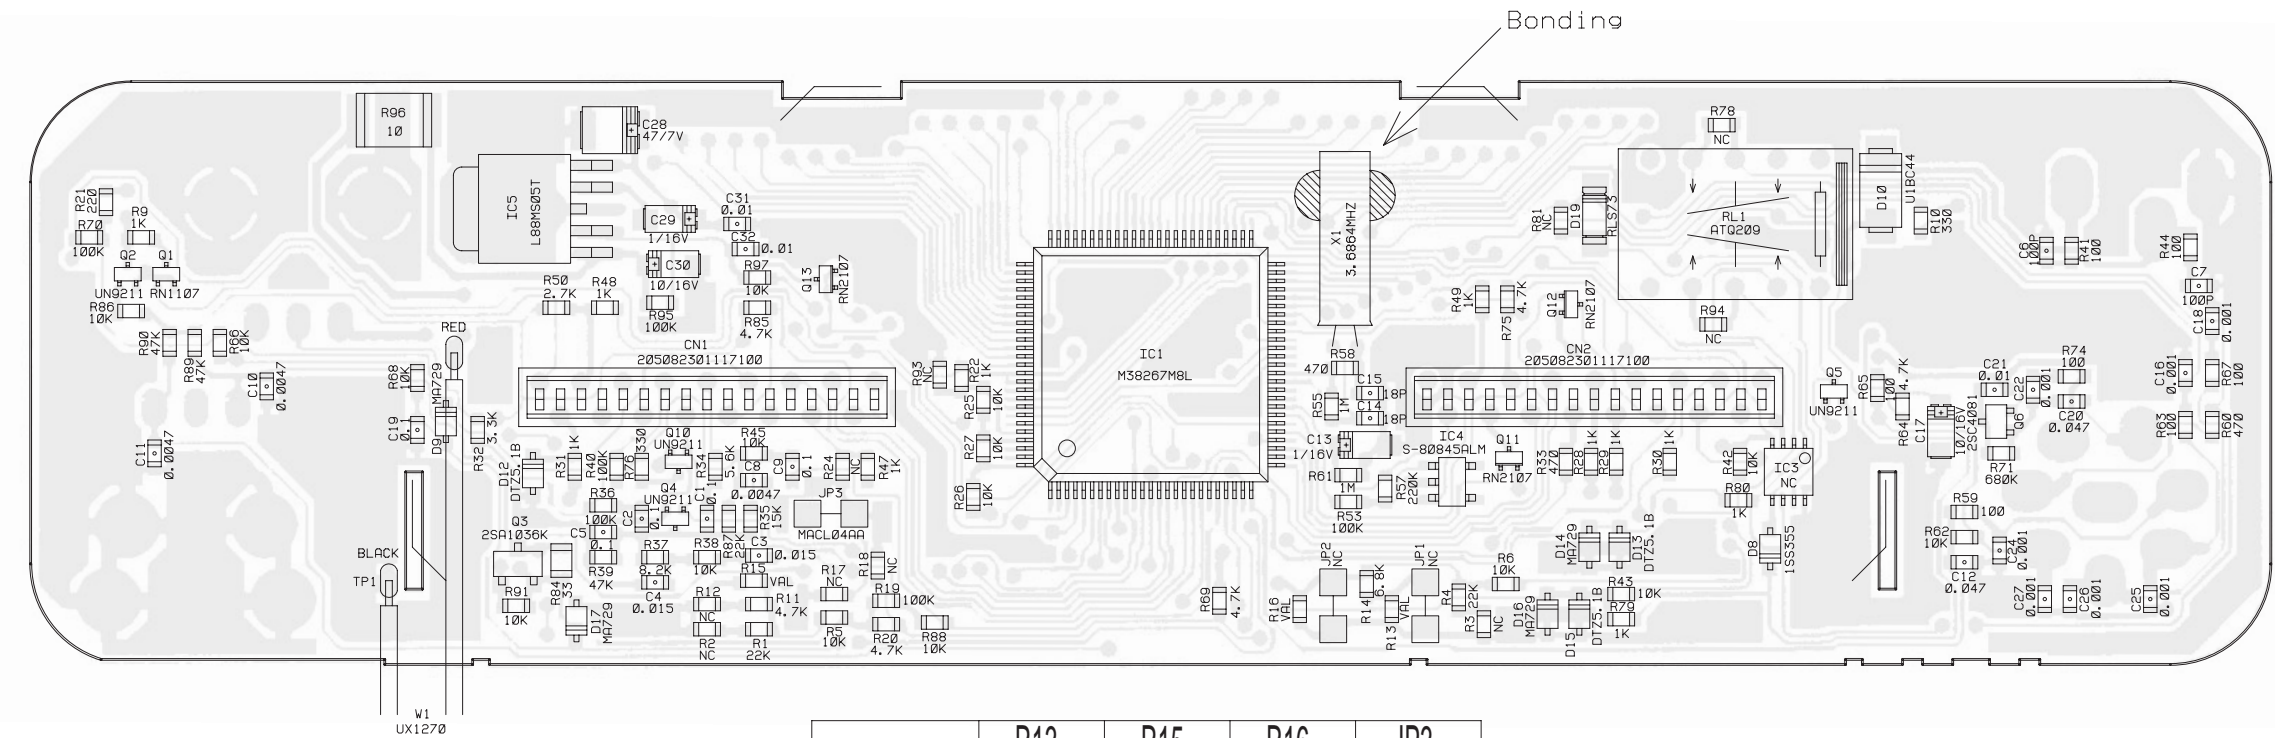 Bonding
R96
10
C28
47/7V
R78
NC
R21
220
R70
100K
R9
1K
Q2
Q1
UN9211
RN1107
R86
10K
IC5
L88MS05T
C29
1/16V
C31
0.01
C32
0.01
C30
10/16V
R97
10K
Q13
RN2107
R50
2.7K
R48
1K
R95
100K
R85
4.7K
X1
3.6864MHZ
R81
NC
D19
RLS73
RL1
ATQ209
D10
U1BC44
R10
330
C6
100P
R41
100
R44
100
C7
100P
C18
0.001
R49
1K
R75
4.7K
Q12
RN2107
R94
NC
R90
47K
R89
47K
R66
10K
RED
CN1
205082301117100
IC1
M38267M8L
R58
470
CN2
205082301117100
C10
0.0047
R68
10K
MA729
D9
C19
0.1
R32
3.3K
R93
NC
R22
1K
R25
10K
R27
10K
R26
10K
R55
1M
C15
18P
C14
18P
C13
1/16V
R61
1M
R53
100K
R57
220K
IC4
S-80845ALM
Q11
RN2107
Q5
UN9211
R65
100
R64
4.7K
C17
10/16V
2SC4081
Q6
C21
0.01
C22
0.001
R74
100
C20
0.047
R71
680K
C16
0.001
R67
100
R63
100
R60
470
C11
0.0047
D12
DTZ5.1B
R31
1K
R40
100K
R76
330
Q10
UN9211
R34
5.6K
R45
10K
C8
0.0047
C9
0.1
R24
NC
R47
1K
R33
470
R28
1K
R29
1K
R30
1K
R42
10K
IC3
NC
R80
1K
R36
100K
C5
0.1
C2
0.1
Q4
UN9211
C1
0.1
R87
22K
R35
15K
JP3
MACL04AA
Q3
2SA1036K
R39
47K
R37
8.2K
R38
10K
C3
0.015
R59
100
R62
10K
C24
0.001
C12
0.047
BLACK
TP1
R91
10K
R84
33
D17
MA729
C4
0.015
R15
VAL
R12
NC
R11
4.7K
R2
NC
R1
22K
R17
NC
R18
NC
R19
100K
R5
10K
R20
4.7K
R88
10K
R69
4.7K
R16
VAL
JP2
NC
R14
6.8K
R13
VAL
JP1
NC
R4
22K
R3
NC
R6
10K
D14
MA729
D13
DTZ5.1B
D16
MA729
D15
DTZ5.1B
R43
10K
R79
1K
D8
1SS355
C27
0.001
C26
0.001
C25
0.001
W1
UX1270
R13 R15 R16 JP3